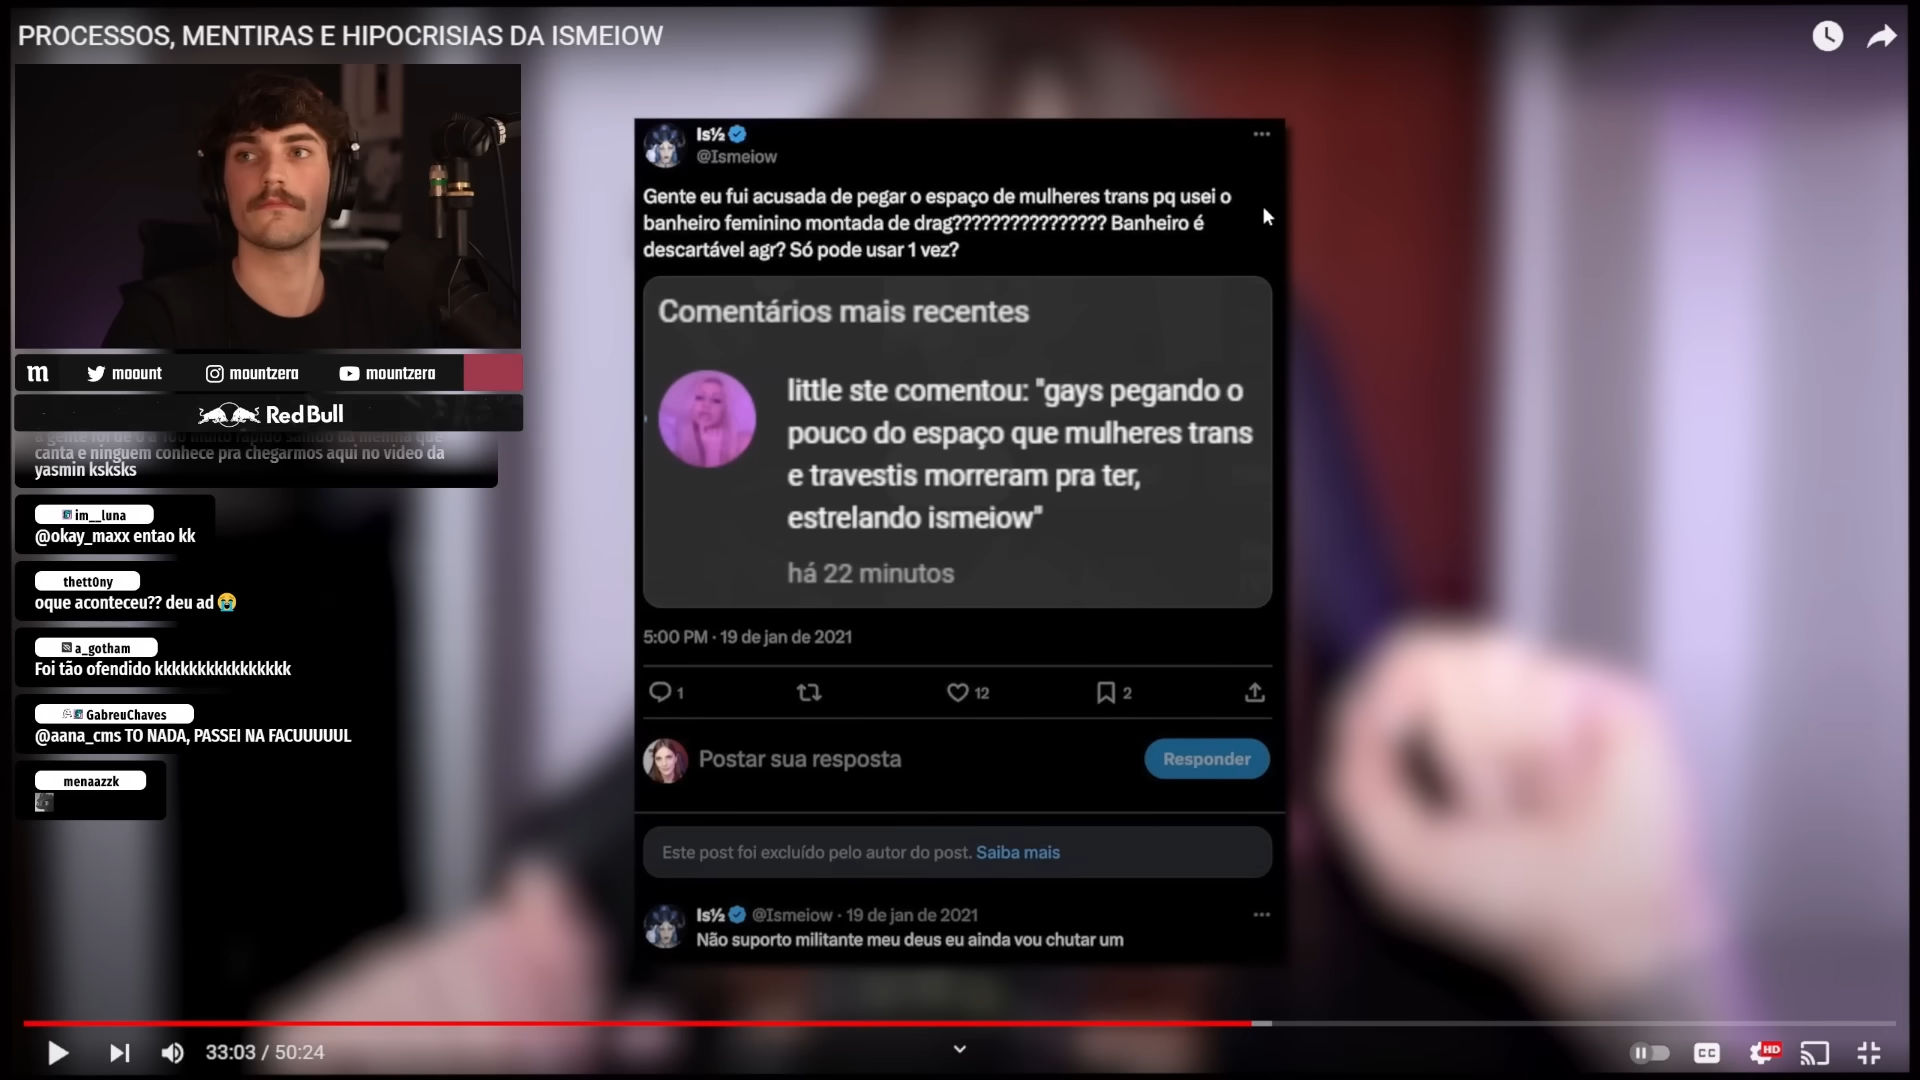 PROCESSOS, MENTIRAS E HIPOCRISIAS DA ISMEIOW
m
moount
mountzera
mountzera
Red Bull
canta e ninguem conhece pra chegarmos aqui no video da
yasmin ksksks
im__luna
@okay_maxx entao kk
thett0ny
oque aconteceu?? deu ad😭
a_gotham
Foi tão ofendido kkkkkkkkkkkkkkkk
GabreuChaves
@aana_cms TO NADA, PASSEI NA FACUUUUUL
menaazzk
Is½
@Ismeiow
Gente eu fui acusada de pegar o espaço de mulheres trans pq usei o
banheiro feminino montada de drag???????????????? Banheiro é
descartável agr? Só pode usar 1 vez?
Comentários mais recentes
little ste comentou: "gays pegando o
pouco do espaço que mulheres trans
e travestis morreram pra ter,
estrelando ismeiow"
há 22 minutos
5:00 PM · 19 de jan de 2021
1
12
2
Postar sua resposta
Responder
Este post foi excluído pelo autor do post. Saiba mais
Is½ @Ismeiow · 19 de jan de 2021
Não suporto militante meu deus eu ainda vou chutar um
33:03 / 50:24
CC
HD